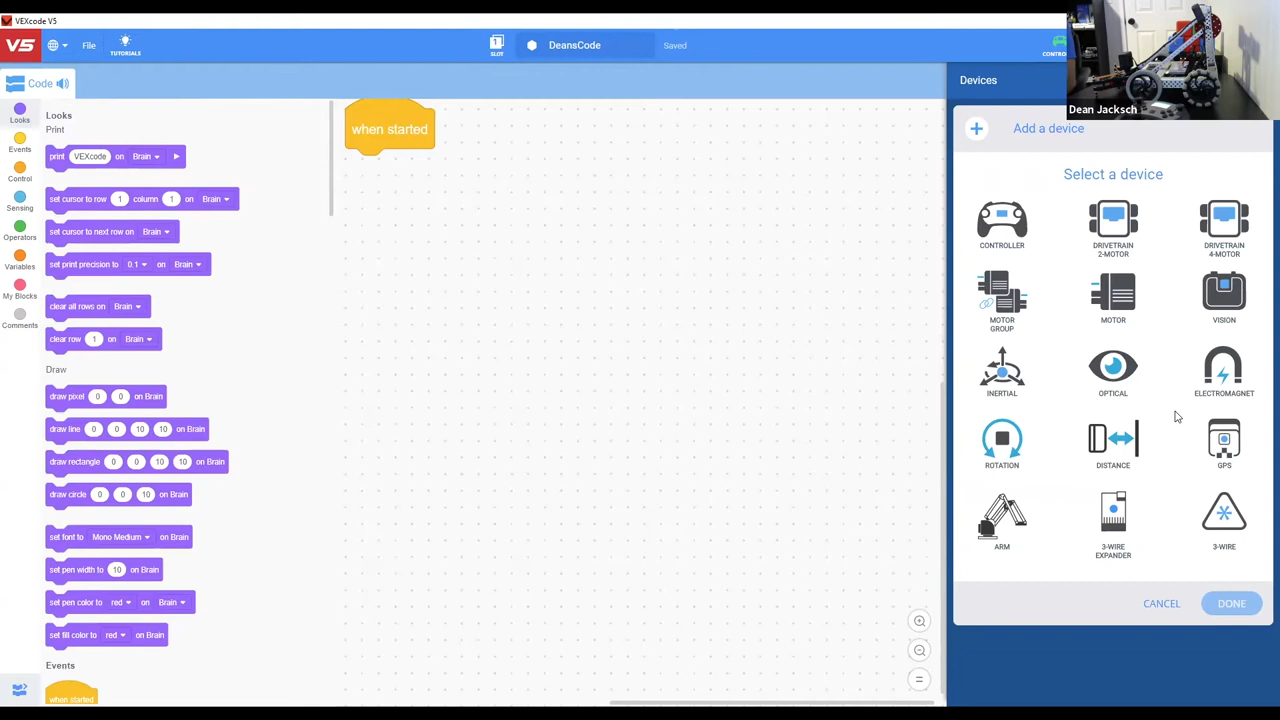 VEXcode V5
V5
File
TUTORIALS
1
SLOT
DeansCode
Saved
CONTRO
Dean Jacksch
Code
Devices
Looks
Events
Control
Sensing
Operators
Variables
My Blocks
Comments
Looks
Print
print VEXcode on Brain
set cursor to row 1 column 1 on Brain
set cursor to next row on Brain
set print precision to 0.1 on Brain
clear all rows on Brain
clear row 1 on Brain
Draw
draw pixel 0 0 on Brain
draw line 0 0 10 10 on Brain
draw rectangle 0 0 10 10 on Brain
draw circle 0 0 10 on Brain
set font to Mono Medium on Brain
set pen width to 10 on Brain
set pen color to red on Brain
set fill color to red on Brain
Events
when started
when started
Add a device
Select a device
CONTROLLER
DRIVETRAIN
2-MOTOR
DRIVETRAIN
4-MOTOR
MOTOR
GROUP
MOTOR
VISION
INERTIAL
OPTICAL
ELECTROMAGNET
ROTATION
DISTANCE
GPS
ARM
3-WIRE
EXPANDER
3-WIRE
CANCEL
DONE